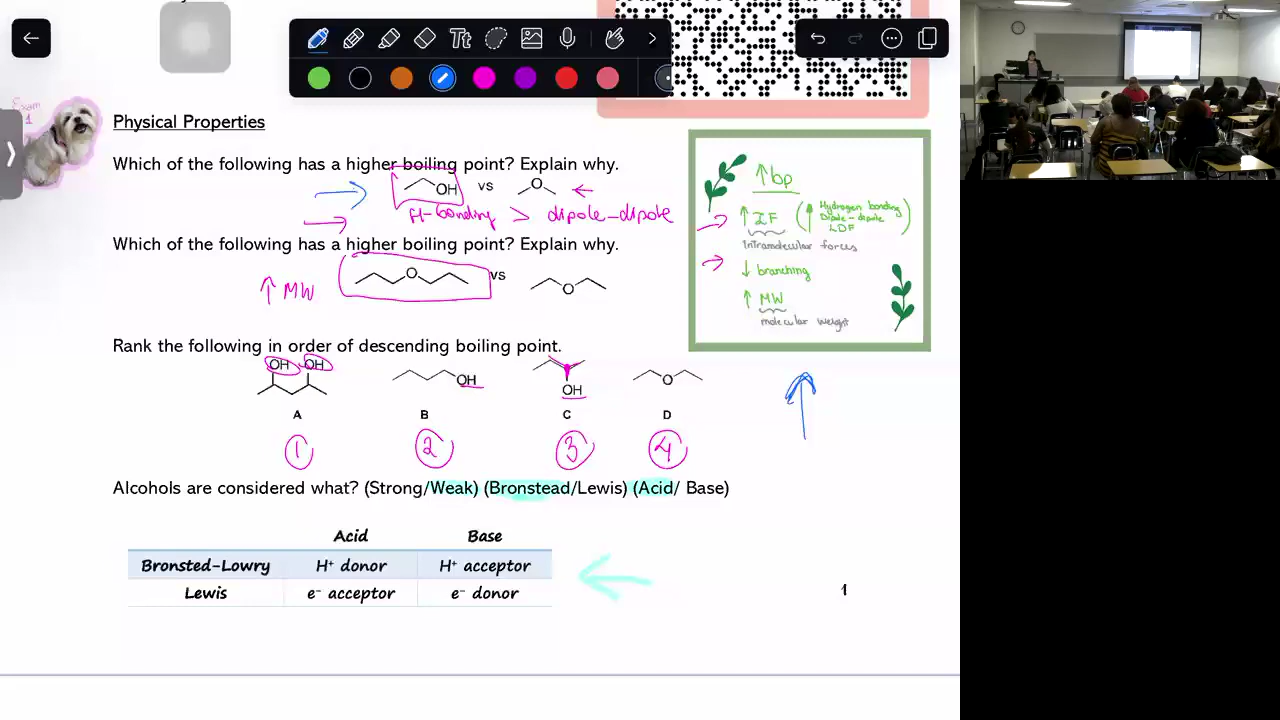 Tt
Exam
1
Physical Properties
Which of the following has a higher boiling point? Explain why.
OH vs O
H-bonding > dipole-dipole
Which of the following has a higher boiling point? Explain why.
↑ MW O vs O
Rank the following in order of descending boiling point.
OH OH OH OH O
A B C D
1 2 3 4
Alcohols are considered what? (Strong/Weak) (Bronstead/Lewis) (Acid/ Base)
Acid Base
Bronsted-Lowry H⁺ donor H⁺ acceptor
Lewis e⁻ acceptor e⁻ donor
1
↑bp
↑ IF (↑ Hydrogen bonding
Dipole-dipole
LDF)
Intramolecular forces
↓ branching
↑ MW
molecular weight